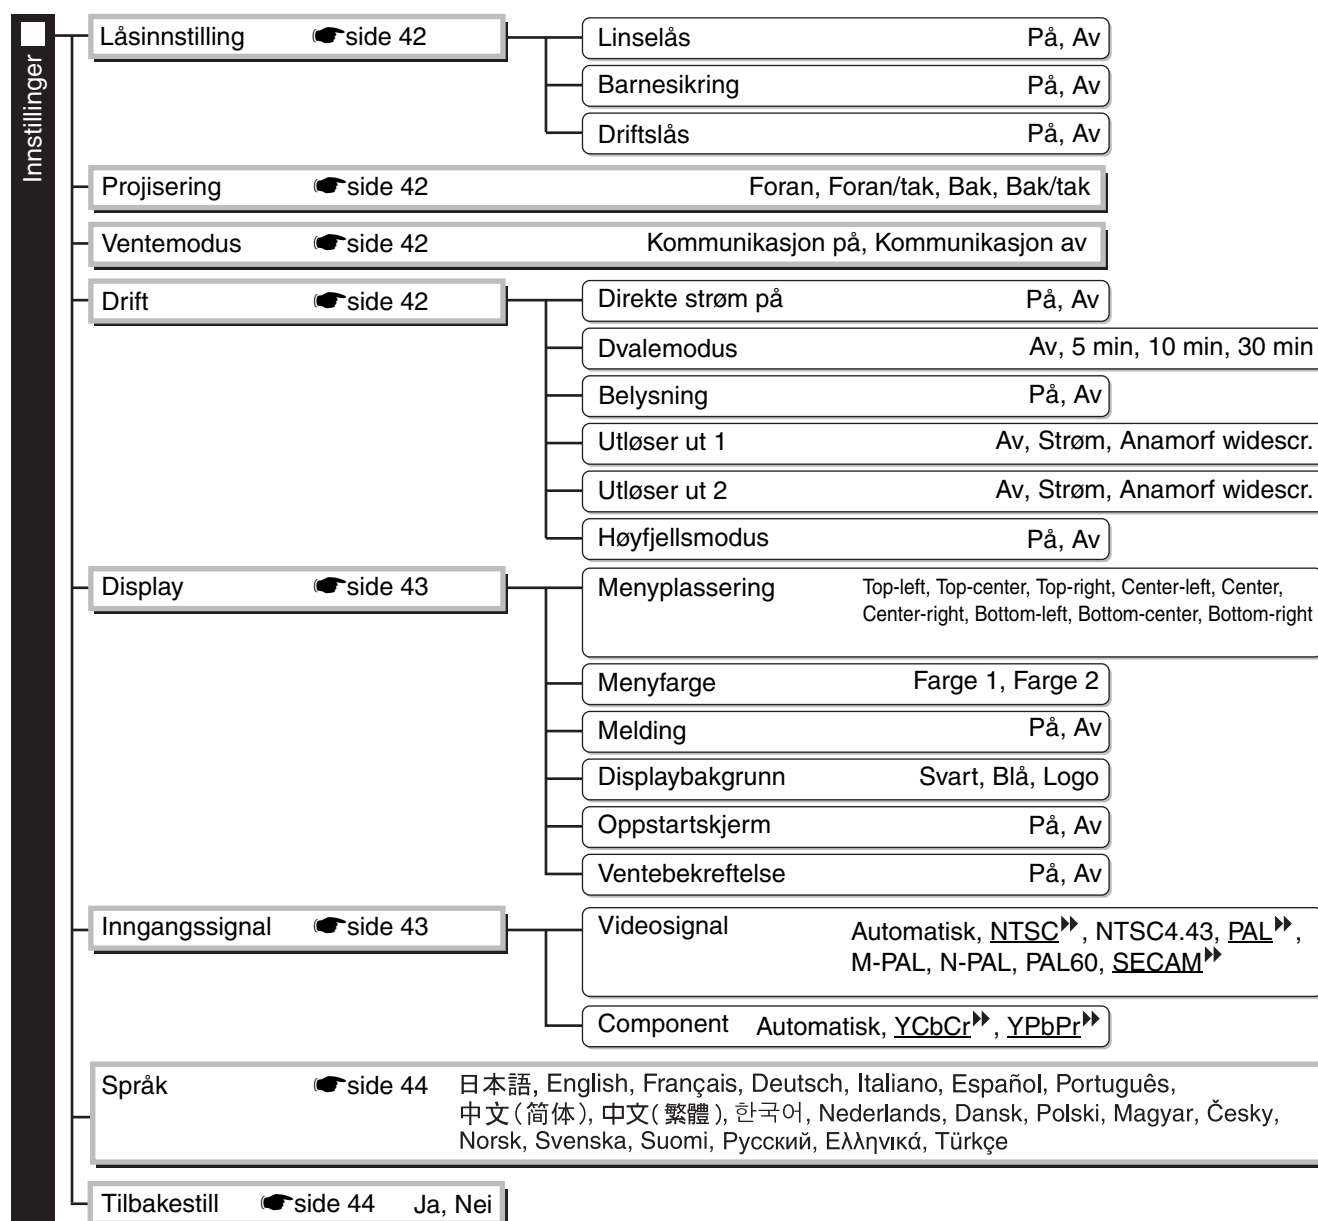 Innstillinger
Låsinnstilling ☛side 42
Linselås På, Av
Barnesikring På, Av
Driftslås På, Av
Projisering ☛side 42 Foran, Foran/tak, Bak, Bak/tak
Ventemodus ☛side 42 Kommunikasjon på, Kommunikasjon av
Drift ☛side 42
Direkte strøm på På, Av
Dvalemodus Av, 5 min, 10 min, 30 min
Belysning På, Av
Utløser ut 1 Av, Strøm, Anamorf widescr.
Utløser ut 2 Av, Strøm, Anamorf widescr.
Høyfjellsmodus På, Av
Display ☛side 43
Menyplassering Top-left, Top-center, Top-right, Center-left, Center,
Center-right, Bottom-left, Bottom-center, Bottom-right
Menyfarge Farge 1, Farge 2
Melding På, Av
Displaybakgrunn Svart, Blå, Logo
Oppstartskjerm På, Av
Ventebekreftelse På, Av
Inngangssignal ☛side 43
Videosignal Automatisk, NTSC, NTSC4.43, PAL,
M-PAL, N-PAL, PAL60, SECAM
Component Automatisk, YCbCr, YPbPr
Språk ☛side 44 日本語, English, Français, Deutsch, Italiano, Español, Português,
中文(简体), 中文(繁體), 한국어, Nederlands, Dansk, Polski, Magyar, Česky,
Norsk, Svenska, Suomi, Русский, Ελληνικά, Türkçe
Tilbakestill ☛side 44 Ja, Nei